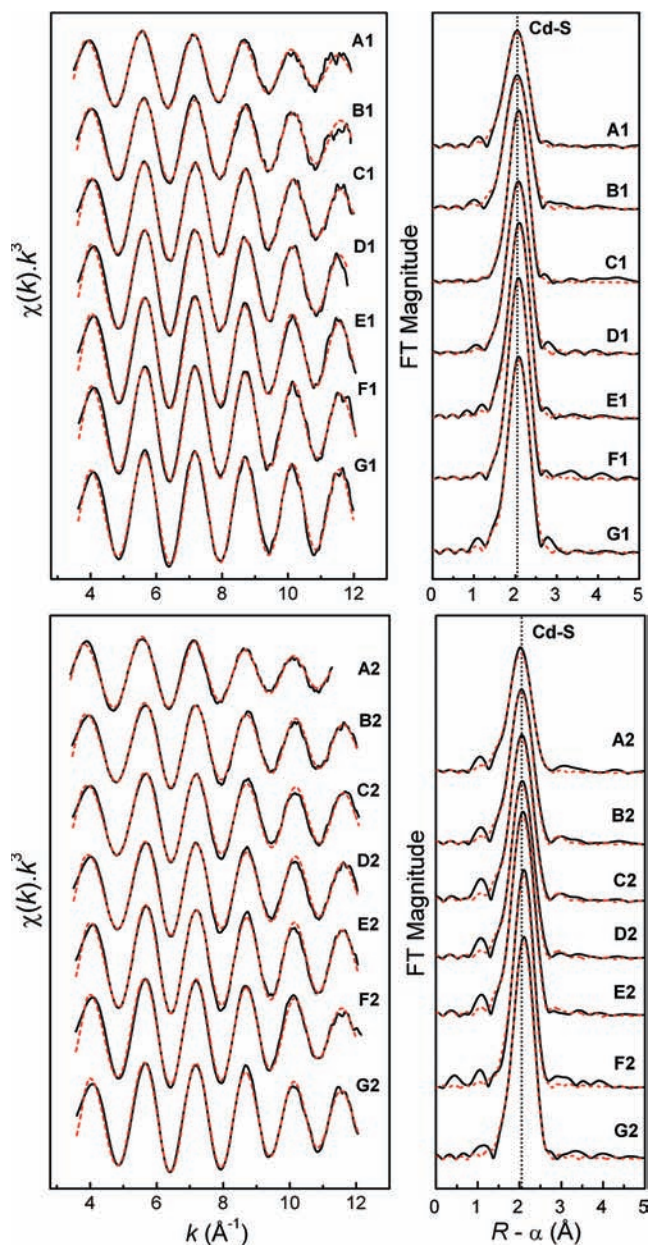 χ(k).k³
A1
B1
C1
D1
E1
F1
G1
4 6 8 10 12
FT Magnitude
Cd-S
A1
B1
C1
D1
E1
F1
G1
0 1 2 3 4 5
χ(k).k³
A2
B2
C2
D2
E2
F2
G2
4 6 8 10 12
k (Å⁻¹)
FT Magnitude
Cd-S
A2
B2
C2
D2
E2
F2
G2
0 1 2 3 4 5
R - α (Å)